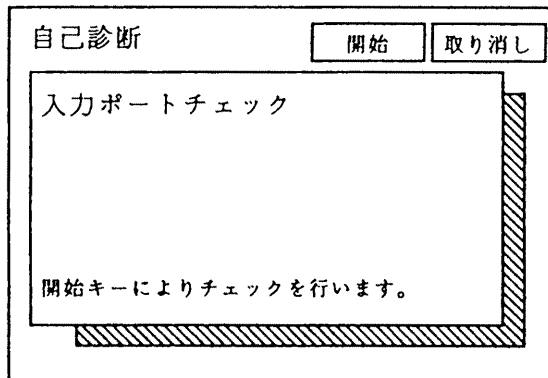 自己診断
開始
取り消し
入力ポートチェック
開始キーによりチェックを行います。